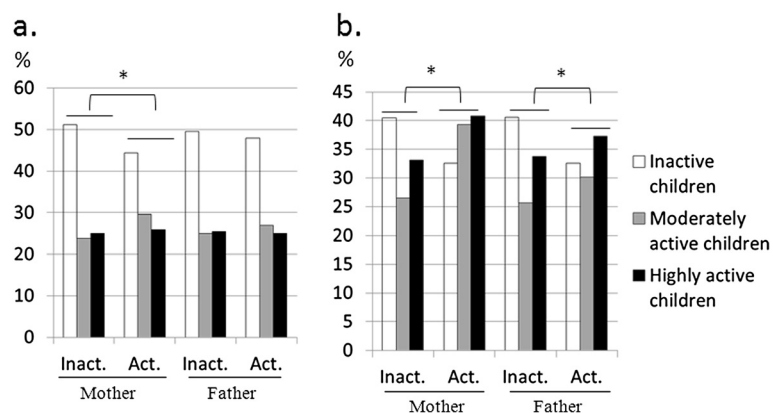 a.
%
*
60
50
40
30
20
10
0
Inact. Act. Inact. Act.
Mother Father
b.
%
* *
45
40
35
30
25
20
15
10
5
0
Inact. Act. Inact. Act.
Mother Father
Inactive
children
Moderately
active children
Highly active
children